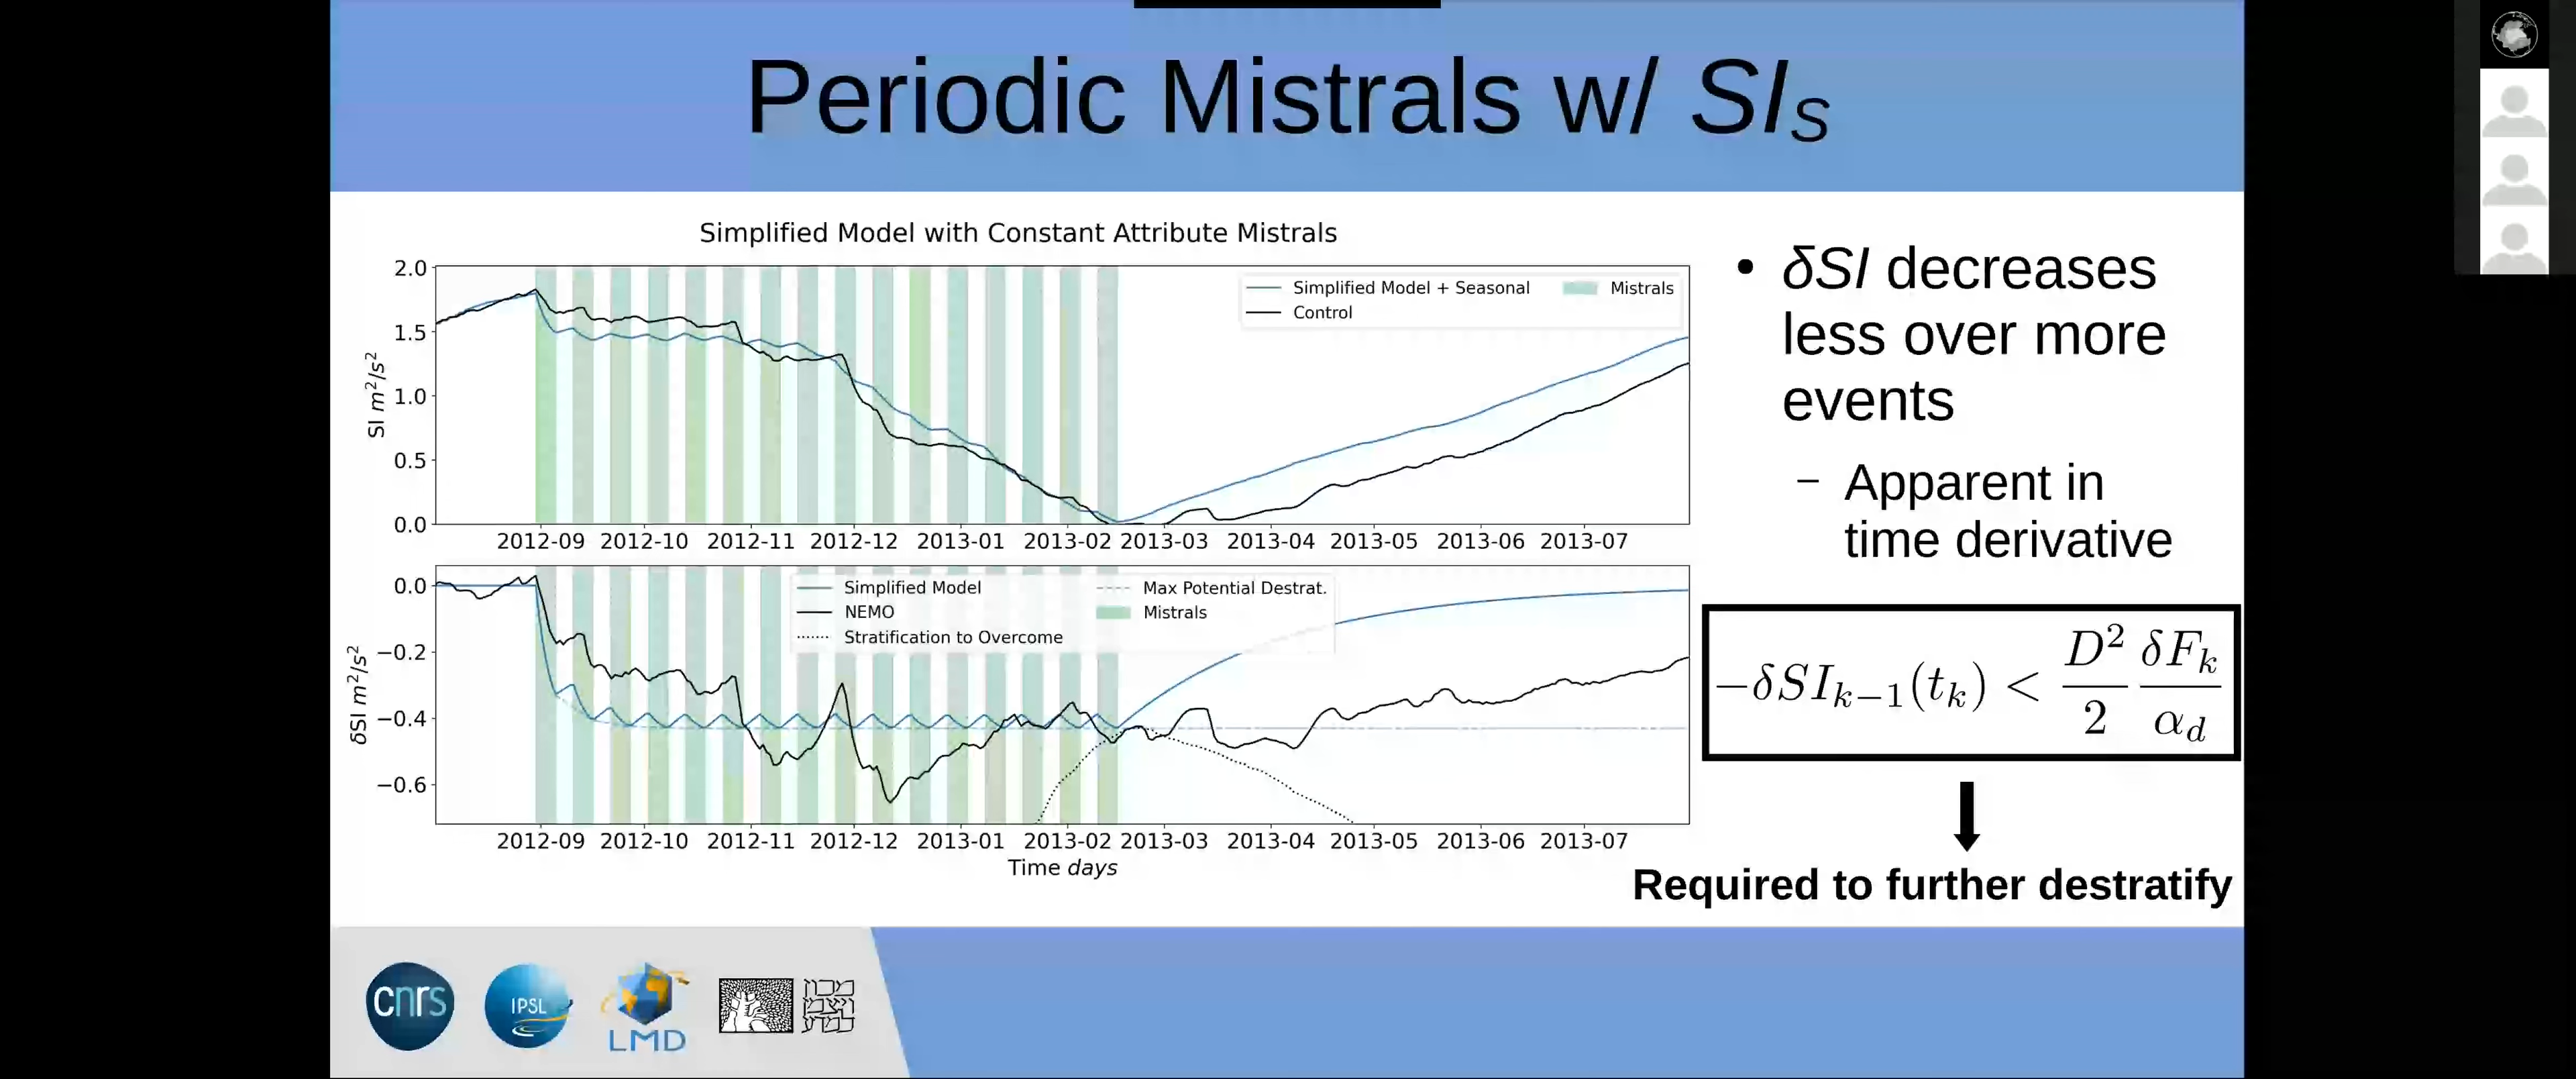 Periodic Mistrals w/ SI_S
Simplified Model with Constant Attribute Mistrals
2.0
1.5
1.0
0.5
0.0
SI m²/s²
Simplified Model + Seasonal
Control
Mistrals
2012-09 2012-10 2012-11 2012-12 2013-01 2013-02 2013-03 2013-04 2013-05 2013-06 2013-07
0.0
−0.2
−0.4
−0.6
δSI m²/s²
Simplified Model
NEMO
Stratification to Overcome
Max Potential Destrat.
Mistrals
2012-09 2012-10 2012-11 2012-12 2013-01 2013-02 2013-03 2013-04 2013-05 2013-06 2013-07
Time days
• δSI decreases
less over more
events
– Apparent in
time derivative
−δSI_{k−1}(t_k) < D²/2 δF_k/α_d
Required to further destratify
cnrs
IPSL
LMD
מכון
ויצמן
למדע